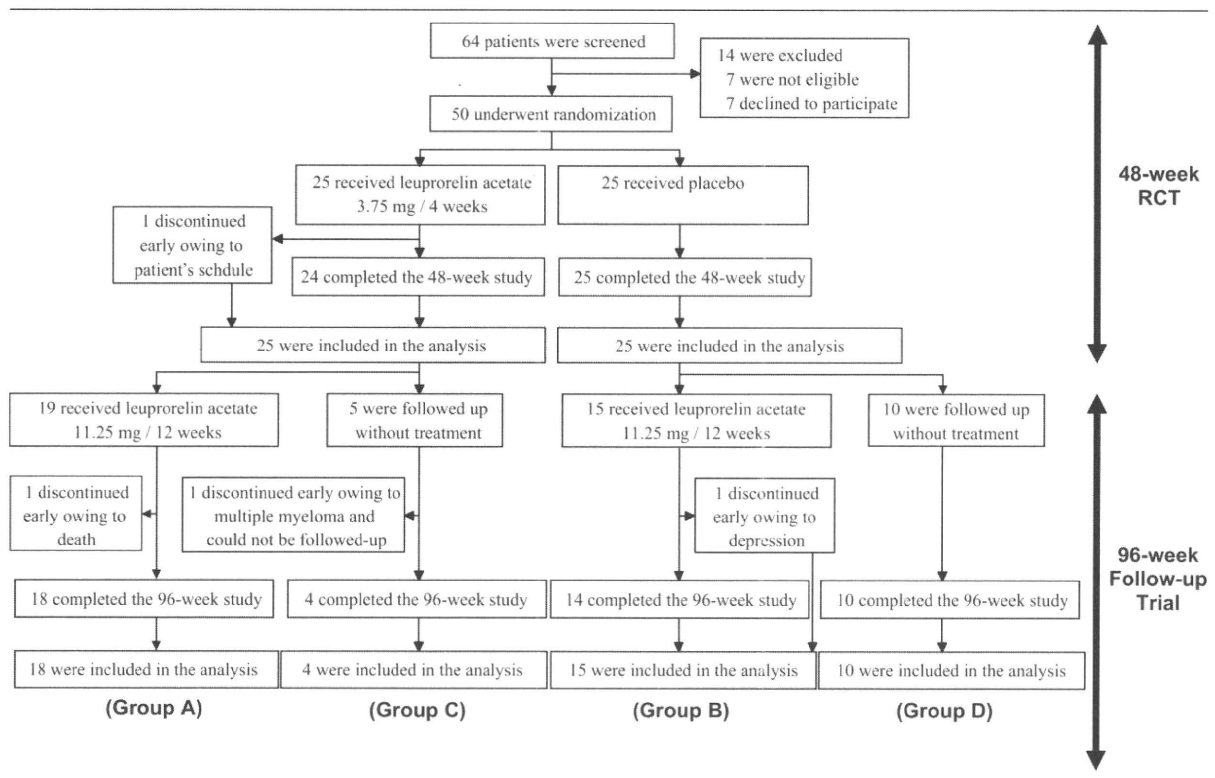 64 patients were screened
14 were excluded
7 were not eligible
7 declined to participate
50 underwent randomization
25 received leuprorelin acetate
3.75 mg / 4 weeks
25 received placebo
48-week
RCT
1 discontinued
early owing to
patient's schdule
24 completed the 48-week study
25 completed the 48-week study
25 were included in the analysis
25 were included in the analysis
19 received leuprorelin acetate
11.25 mg / 12 weeks
5 were followed up
without treatment
15 received leuprorelin acetate
11.25 mg / 12 weeks
10 were followed up
without treatment
1 discontinued
early owing to
death
1 discontinued early owing to
multiple myeloma and
could not be followed-up
1 discontinued
early owing to
depression
96-week
Follow-up
Trial
18 completed the 96-week study
4 completed the 96-week study
14 completed the 96-week study
10 completed the 96-week study
18 were included in the analysis
4 were included in the analysis
15 were included in the analysis
10 were included in the analysis
(Group A)
(Group C)
(Group B)
(Group D)